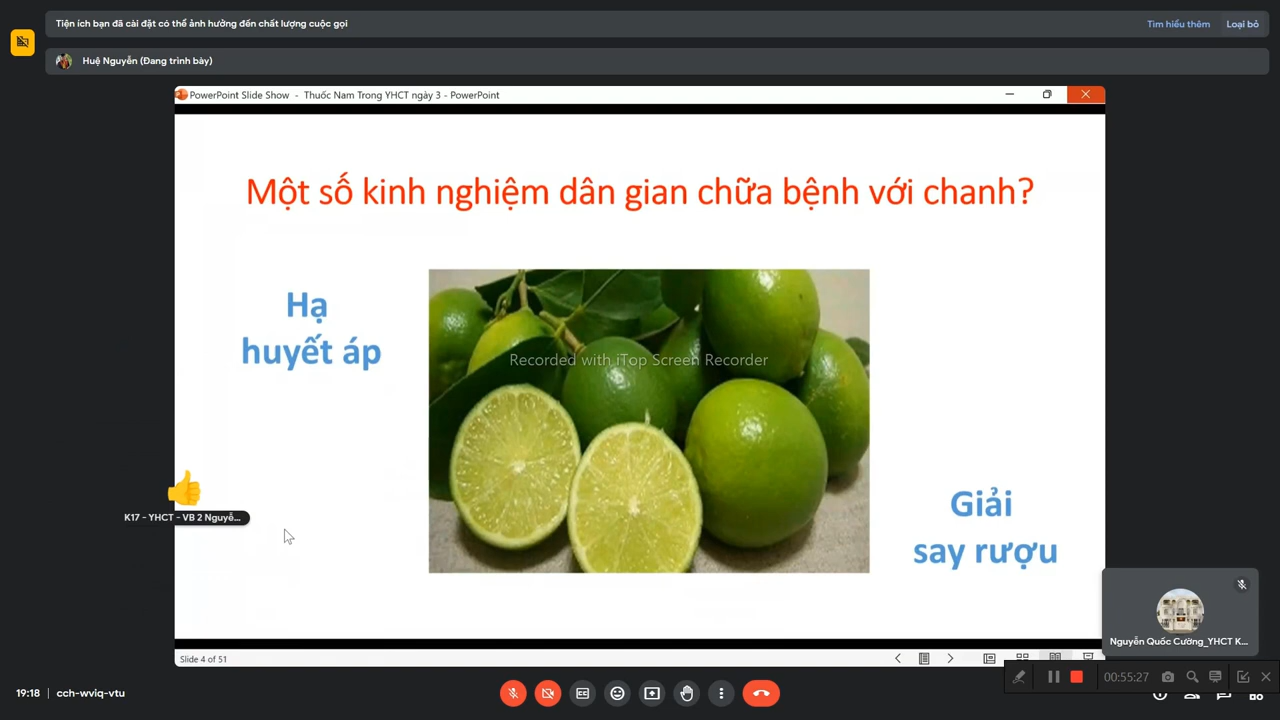 Tiện ích bạn đã cài đặt có thể ảnh hưởng đến chất lượng cuộc gọi
Tìm hiểu thêm
Loại bỏ
Huệ Nguyễn (Đang trình bày)
PowerPoint Slide Show - Thuốc Nam Trong YHCT ngày 3 - PowerPoint
Một số kinh nghiệm dân gian chữa bệnh với chanh?
Hạ
huyết áp
Recorded with iTop Screen Recorder
Giải
say rượu
K17 - YHCT - VB 2 Nguyễ...
Nguyễn Quốc Cường_YHCT K...
Slide 4 of 51
00:55:27
19:18 | cch-wviq-vtu